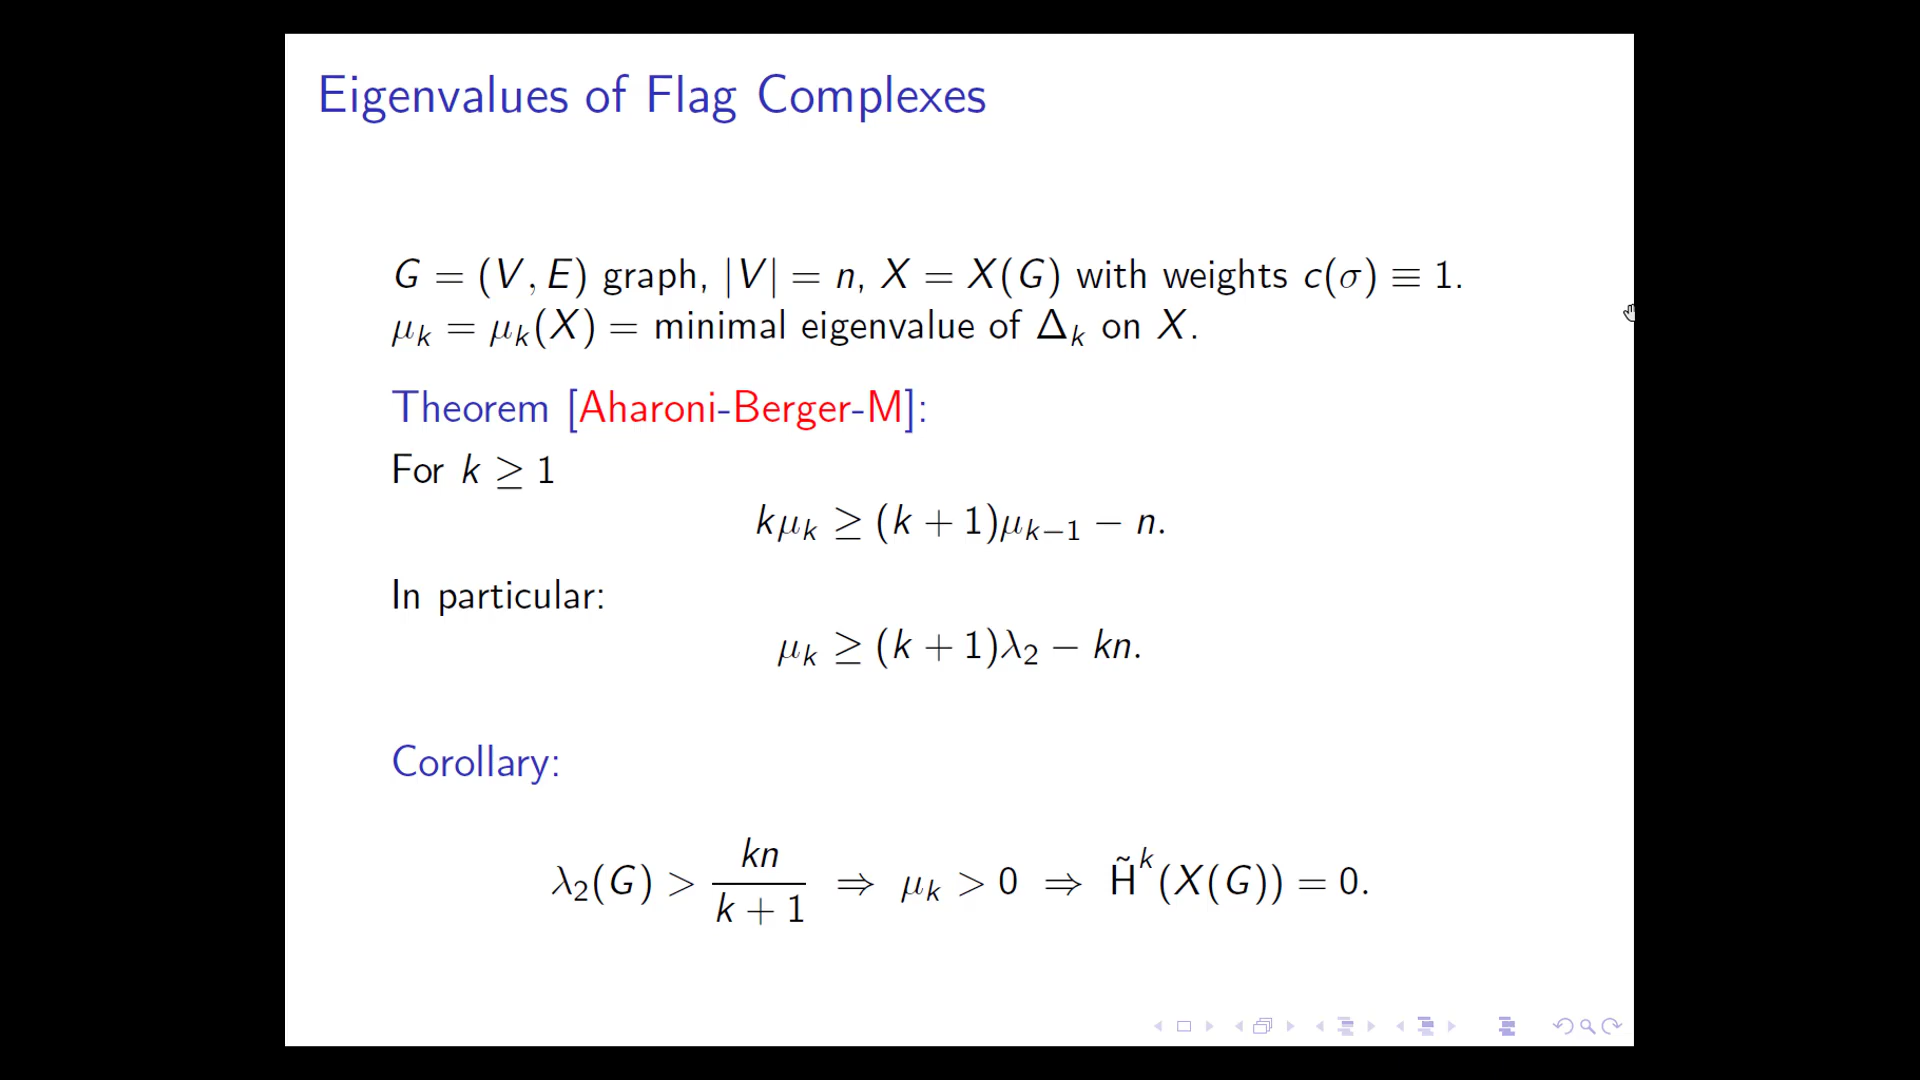 Eigenvalues of Flag Complexes
G = (V, E) graph, |V| = n, X = X(G) with weights c(σ) ≡ 1.
μ_k = μ_k(X) = minimal eigenvalue of Δ_k on X.
Theorem [Aharoni-Berger-M]:
For k ≥ 1
kμ_k ≥ (k + 1)μ_{k−1} − n.
In particular:
μ_k ≥ (k + 1)λ_2 − kn.
Corollary:
λ_2(G) > \frac{kn}{k + 1} ⇒ μ_k > 0 ⇒ H̃^k(X(G)) = 0.